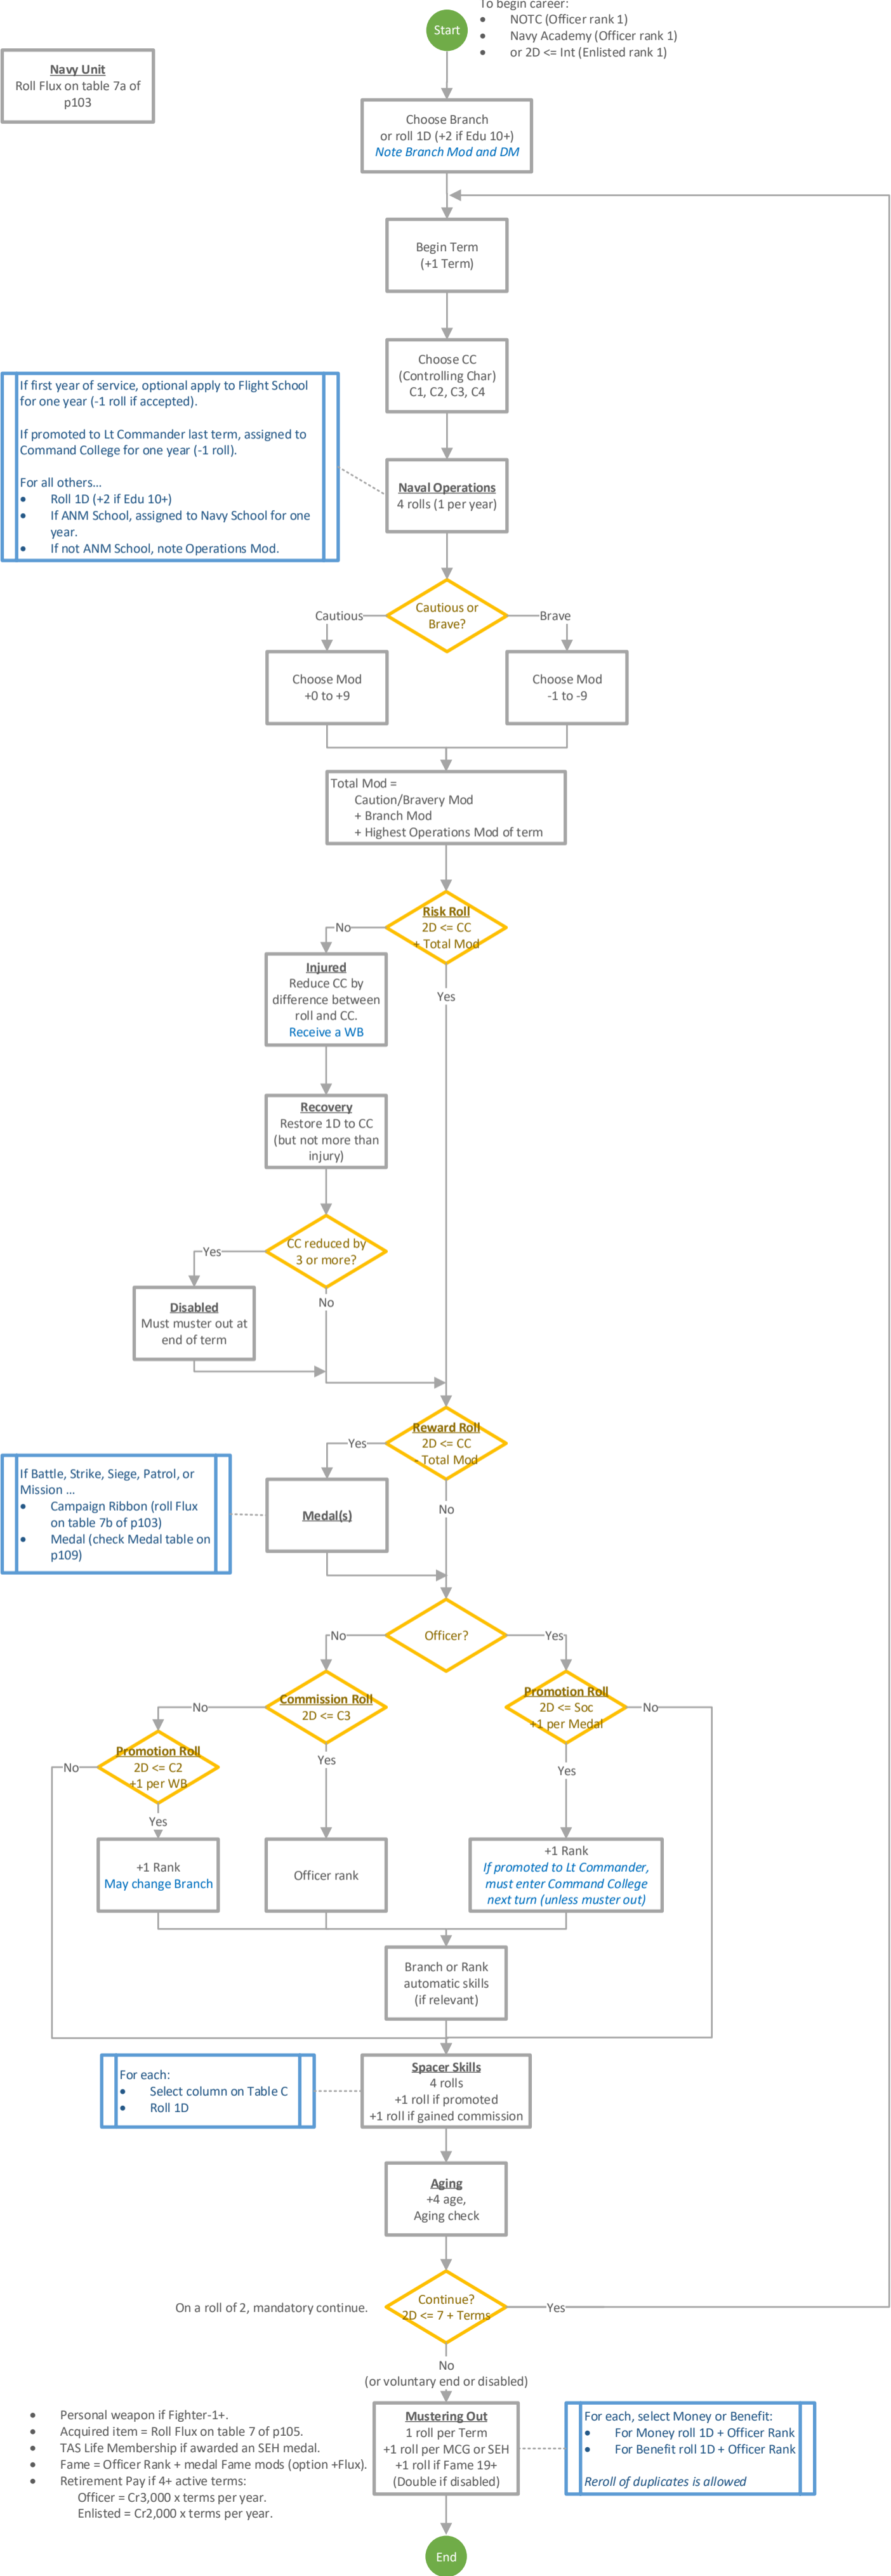 To begin career:
• NOTC (Officer rank 1)
• Navy Academy (Officer rank 1)
• or 2D <= Int (Enlisted rank 1)
Start
Navy Unit
Roll Flux on table 7a of
p103
Choose Branch
or roll 1D (+2 if Edu 10+)
Note Branch Mod and DM
Begin Term
(+1 Term)
Choose CC
(Controlling Char)
C1, C2, C3, C4
If first year of service, optional apply to Flight School
for one year (-1 roll if accepted).
If promoted to Lt Commander last term, assigned to
Command College for one year (-1 roll).
For all others...
• Roll 1D (+2 if Edu 10+)
• If ANM School, assigned to Navy School for one
year.
• If not ANM School, note Operations Mod.
Naval Operations
4 rolls (1 per year)
Cautious or
Brave?
Cautious
Brave
Choose Mod
+0 to +9
Choose Mod
-1 to -9
Total Mod =
Caution/Bravery Mod
+ Branch Mod
+ Highest Operations Mod of term
Risk Roll
2D <= CC
+ Total Mod
No
Yes
Injured
Reduce CC by
difference between
roll and CC.
Receive a WB
Recovery
Restore 1D to CC
(but not more than
injury)
CC reduced by
3 or more?
Yes
No
Disabled
Must muster out at
end of term
Reward Roll
2D <= CC
- Total Mod
Yes
No
If Battle, Strike, Siege, Patrol, or
Mission ...
• Campaign Ribbon (roll Flux
on table 7b of p103)
• Medal (check Medal table on
p109)
Medal(s)
Officer?
No
Yes
Commission Roll
2D <= C3
No
Yes
Promotion Roll
2D <= Soc
+1 per Medal
No
Yes
Promotion Roll
2D <= C2
+1 per WB
No
Yes
+1 Rank
May change Branch
Officer rank
+1 Rank
If promoted to Lt Commander,
must enter Command College
next turn (unless muster out)
Branch or Rank
automatic skills
(if relevant)
For each:
• Select column on Table C
• Roll 1D
Spacer Skills
4 rolls
+1 roll if promoted
+1 roll if gained commission
Aging
+4 age,
Aging check
On a roll of 2, mandatory continue.
Continue?
2D <= 7 + Terms
Yes
No
(or voluntary end or disabled)
• Personal weapon if Fighter-1+.
• Acquired item = Roll Flux on table 7 of p105.
• TAS Life Membership if awarded an SEH medal.
• Fame = Officer Rank + medal Fame mods (option +Flux).
• Retirement Pay if 4+ active terms:
Officer = Cr3,000 x terms per year.
Enlisted = Cr2,000 x terms per year.
Mustering Out
1 roll per Term
+1 roll per MCG or SEH
+1 roll if Fame 19+
(Double if disabled)
For each, select Money or Benefit:
• For Money roll 1D + Officer Rank
• For Benefit roll 1D + Officer Rank
Reroll of duplicates is allowed
End